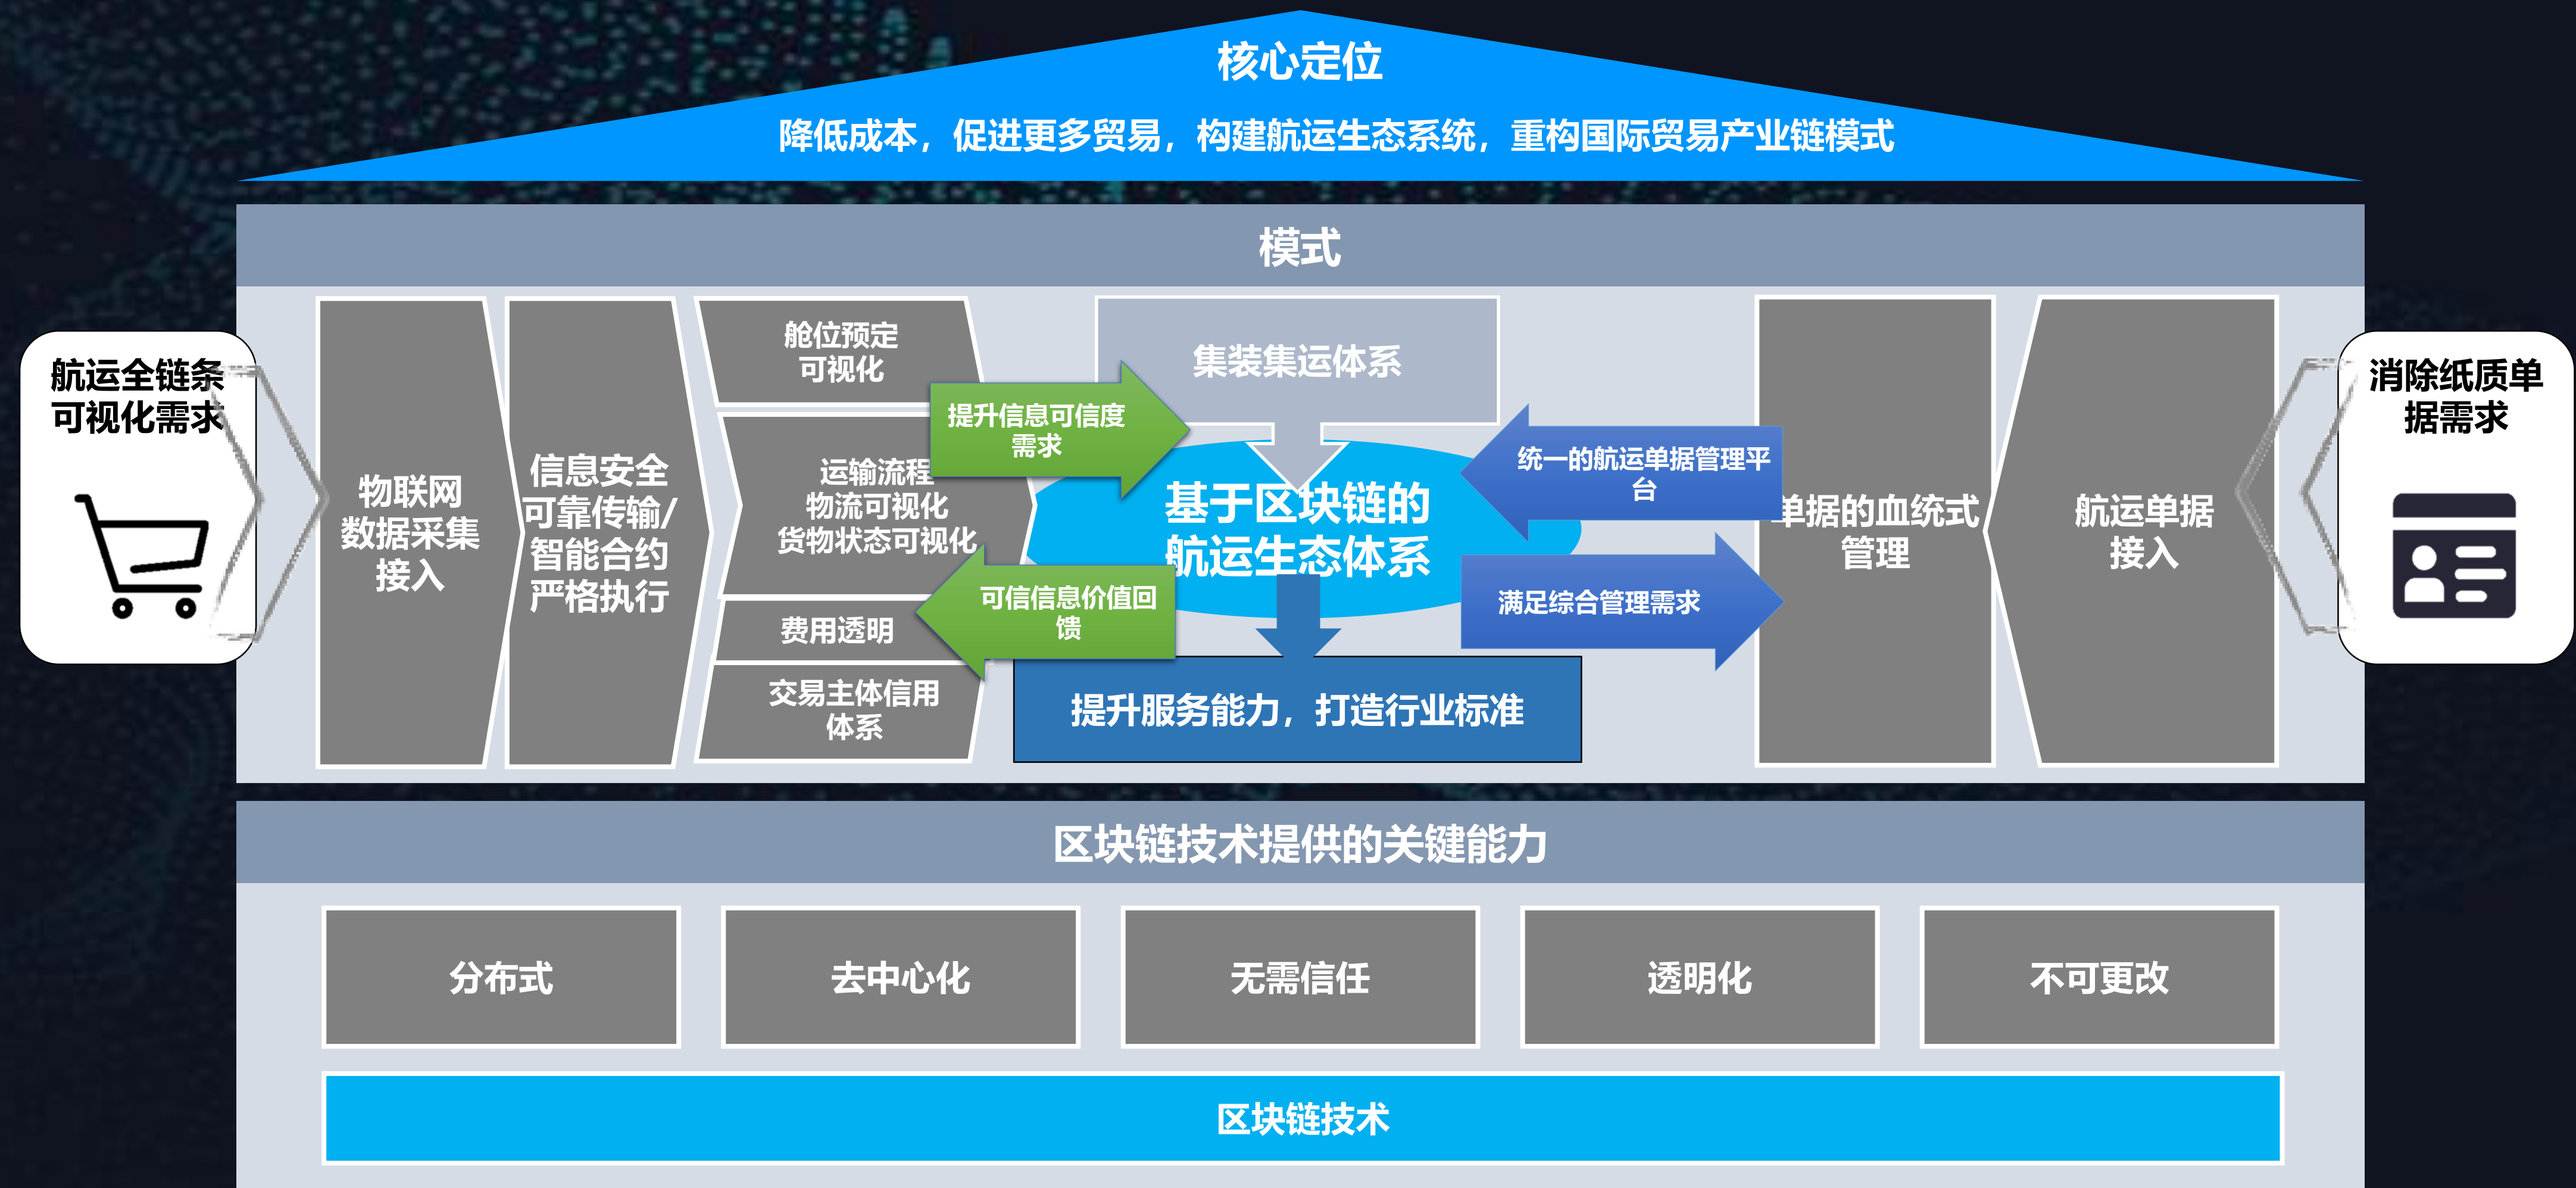 核心定位
降低成本，促进更多贸易，构建航运生态系统，重构国际贸易产业链模式
模式
航运全链条
可视化需求
物联网
数据采集
接入
信息安全
可靠传输/
智能合约
严格执行
舱位预定
可视化
运输流程
物流可视化
货物状态可视化
费用透明
交易主体信用
体系
提升信息可信度
需求
可信信息价值回
馈
集装集运体系
基于区块链的
航运生态体系
提升服务能力，打造行业标准
统一的航运单据管理平
台
满足综合管理需求
单据的血统式
管理
航运单据
接入
消除纸质单
据需求
区块链技术提供的关键能力
分布式
去中心化
无需信任
透明化
不可更改
区块链技术